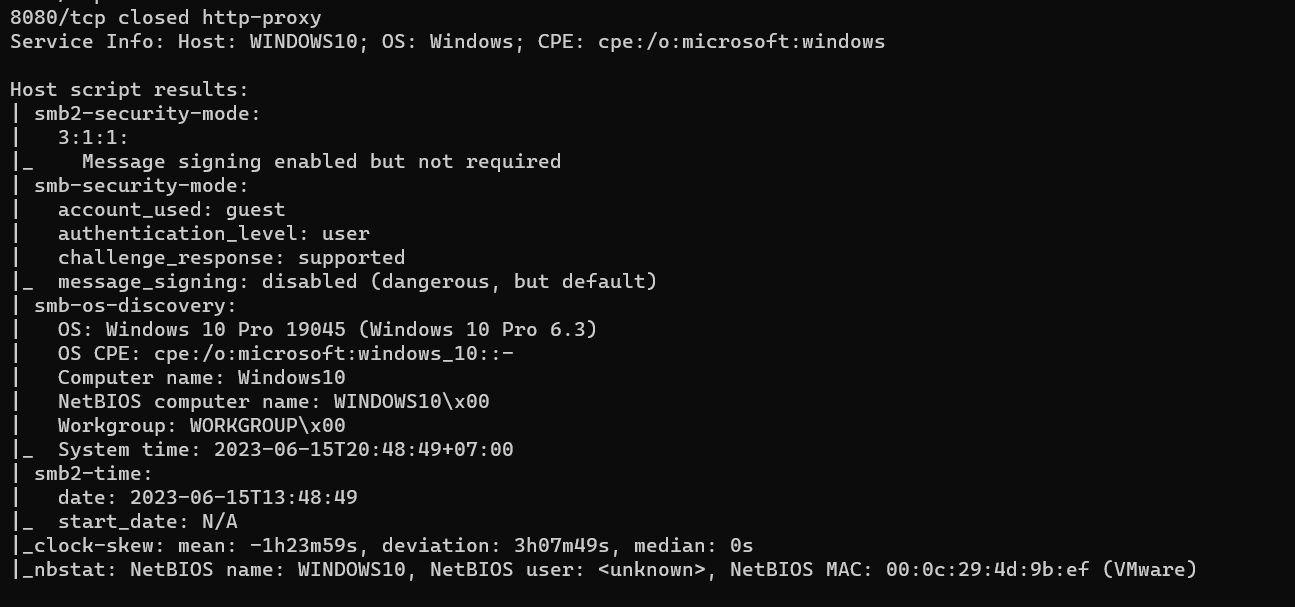 8080/tcp closed http-proxy
Service Info: Host: WINDOWS10; OS: Windows; CPE: cpe:/o:microsoft:windows

Host script results:
| smb2-security-mode:
|   3:1:1:
|_    Message signing enabled but not required
| smb-security-mode:
|   account_used: guest
|   authentication_level: user
|   challenge_response: supported
|_  message_signing: disabled (dangerous, but default)
| smb-os-discovery:
|   OS: Windows 10 Pro 19045 (Windows 10 Pro 6.3)
|   OS CPE: cpe:/o:microsoft:windows_10::-
|   Computer name: Windows10
|   NetBIOS computer name: WINDOWS10\x00
|   Workgroup: WORKGROUP\x00
|_  System time: 2023-06-15T20:48:49+07:00
| smb2-time:
|   date: 2023-06-15T13:48:49
|_  start_date: N/A
|_clock-skew: mean: -1h23m59s, deviation: 3h07m49s, median: 0s
|_nbstat: NetBIOS name: WINDOWS10, NetBIOS user: <unknown>, NetBIOS MAC: 00:0c:29:4d:9b:ef (VMware)